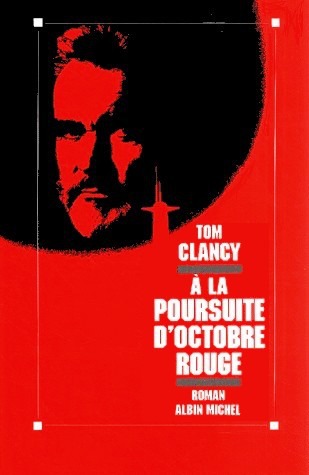 TOM
CLANCY
À LA
POURSUITE
D'OCTOBRE
ROUGE
ROMAN
ALBIN MICHEL